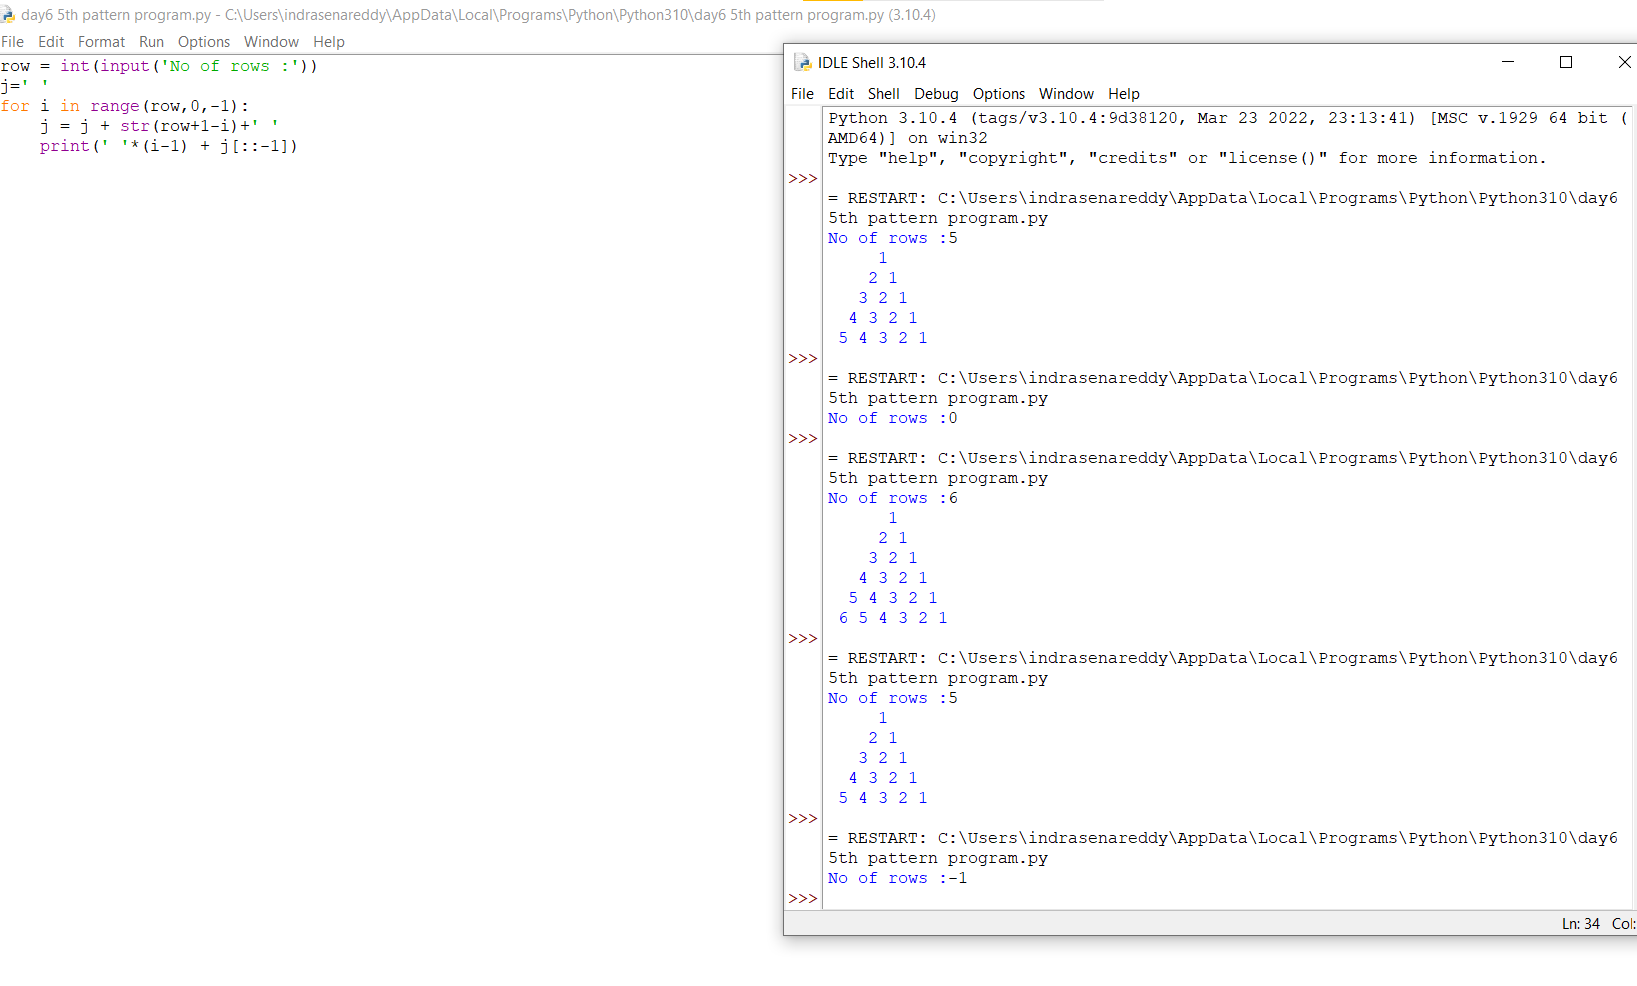 day6 5th pattern program.py - C:\Users\indrasenareddy\AppData\Local\Programs\Python\Python310\day6 5th pattern program.py (3.10.4)
File Edit Format Run Options Window Help
row = int(input('No of rows :'))
j=' '
for i in range(row,0,-1):
    j = j + str(row+1-i)+' '
    print(' '*(i-1) + j[::-1])
IDLE Shell 3.10.4
File Edit Shell Debug Options Window Help
Python 3.10.4 (tags/v3.10.4:9d38120, Mar 23 2022, 23:13:41) [MSC v.1929 64 bit (
AMD64)] on win32
Type "help", "copyright", "credits" or "license()" for more information.
>>>
= RESTART: C:\Users\indrasenareddy\AppData\Local\Programs\Python\Python310\day6
5th pattern program.py
No of rows :5
     1
    2 1
   3 2 1
  4 3 2 1
 5 4 3 2 1
>>>
= RESTART: C:\Users\indrasenareddy\AppData\Local\Programs\Python\Python310\day6
5th pattern program.py
No of rows :0
>>>
= RESTART: C:\Users\indrasenareddy\AppData\Local\Programs\Python\Python310\day6
5th pattern program.py
No of rows :6
      1
     2 1
    3 2 1
   4 3 2 1
  5 4 3 2 1
 6 5 4 3 2 1
>>>
= RESTART: C:\Users\indrasenareddy\AppData\Local\Programs\Python\Python310\day6
5th pattern program.py
No of rows :5
     1
    2 1
   3 2 1
  4 3 2 1
 5 4 3 2 1
>>>
= RESTART: C:\Users\indrasenareddy\AppData\Local\Programs\Python\Python310\day6
5th pattern program.py
No of rows :-1
>>>
Ln: 34 Col: